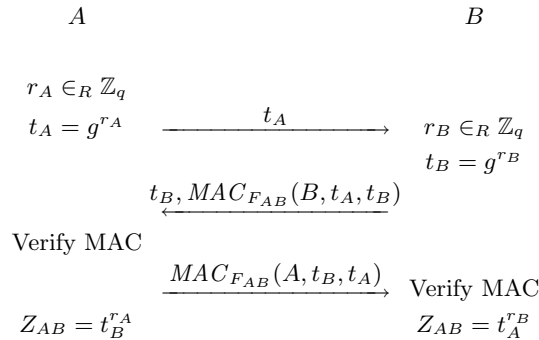 A B
r_A ∈_R ℤ_q
t_A = g^{r_A} t_A r_B ∈_R ℤ_q
t_B = g^{r_B}
t_B, MAC_{F_{AB}}(B, t_A, t_B)
Verify MAC
MAC_{F_{AB}}(A, t_B, t_A) Verify MAC
Z_{AB} = t_B^{r_A} Z_{AB} = t_A^{r_B}